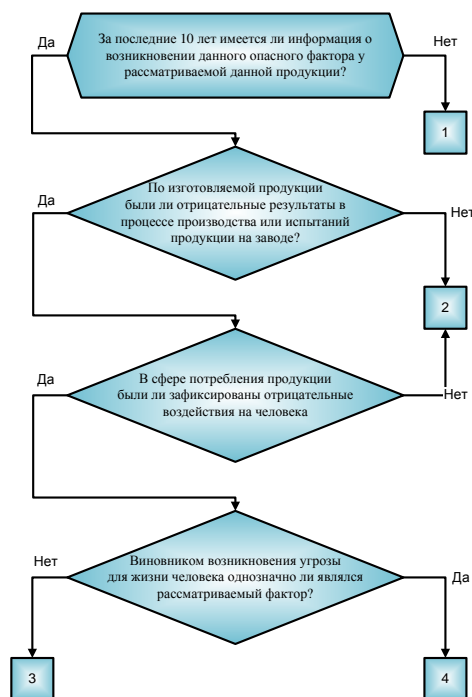 Да
За последние 10 лет имеется ли информация о
возникновении данного опасного фактора у
рассматриваемой данной продукции?
Нет
1
Да
По изготовляемой продукции
были ли отрицательные результаты в
процессе производства или испытаний
продукции на заводе?
Нет
2
Да
В сфере потребления продукции
были ли зафиксированы отрицательные
воздействия на человека
Нет
Нет
Виновником возникновения угрозы
для жизни человека однозначно ли являлся
рассматриваемый фактор?
Да
3
4